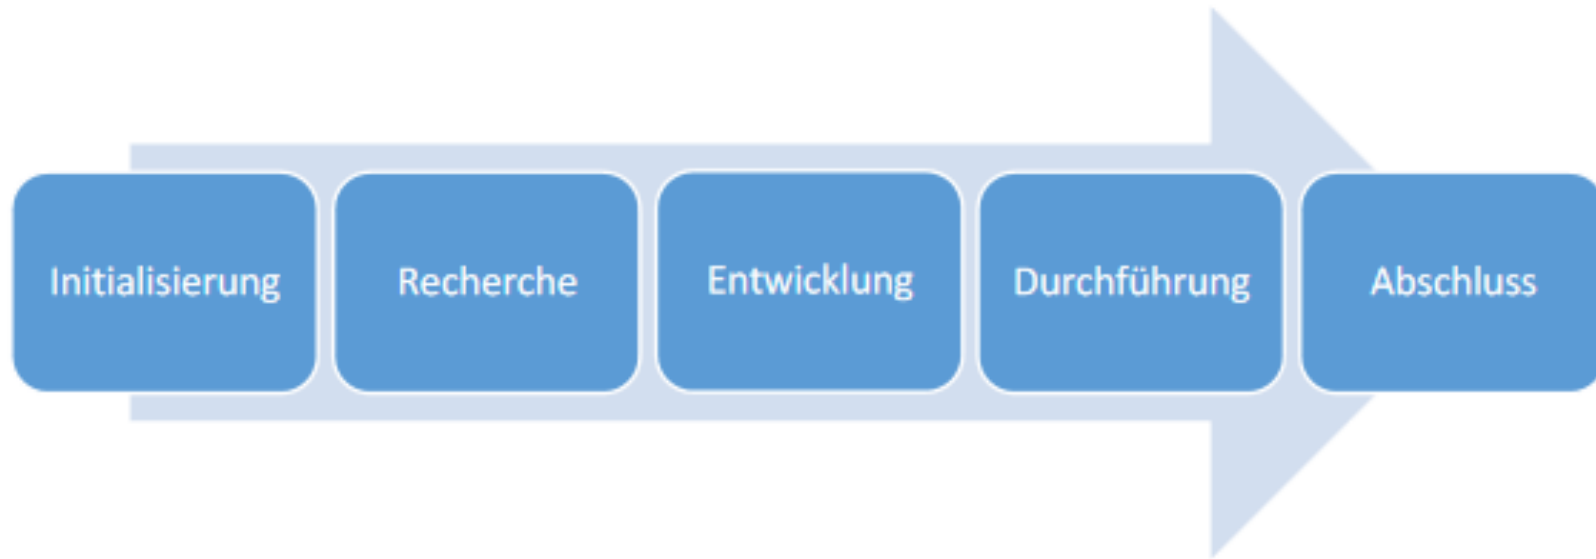 Initialisierung
Recherche
Entwicklung
Durchführung
Abschluss